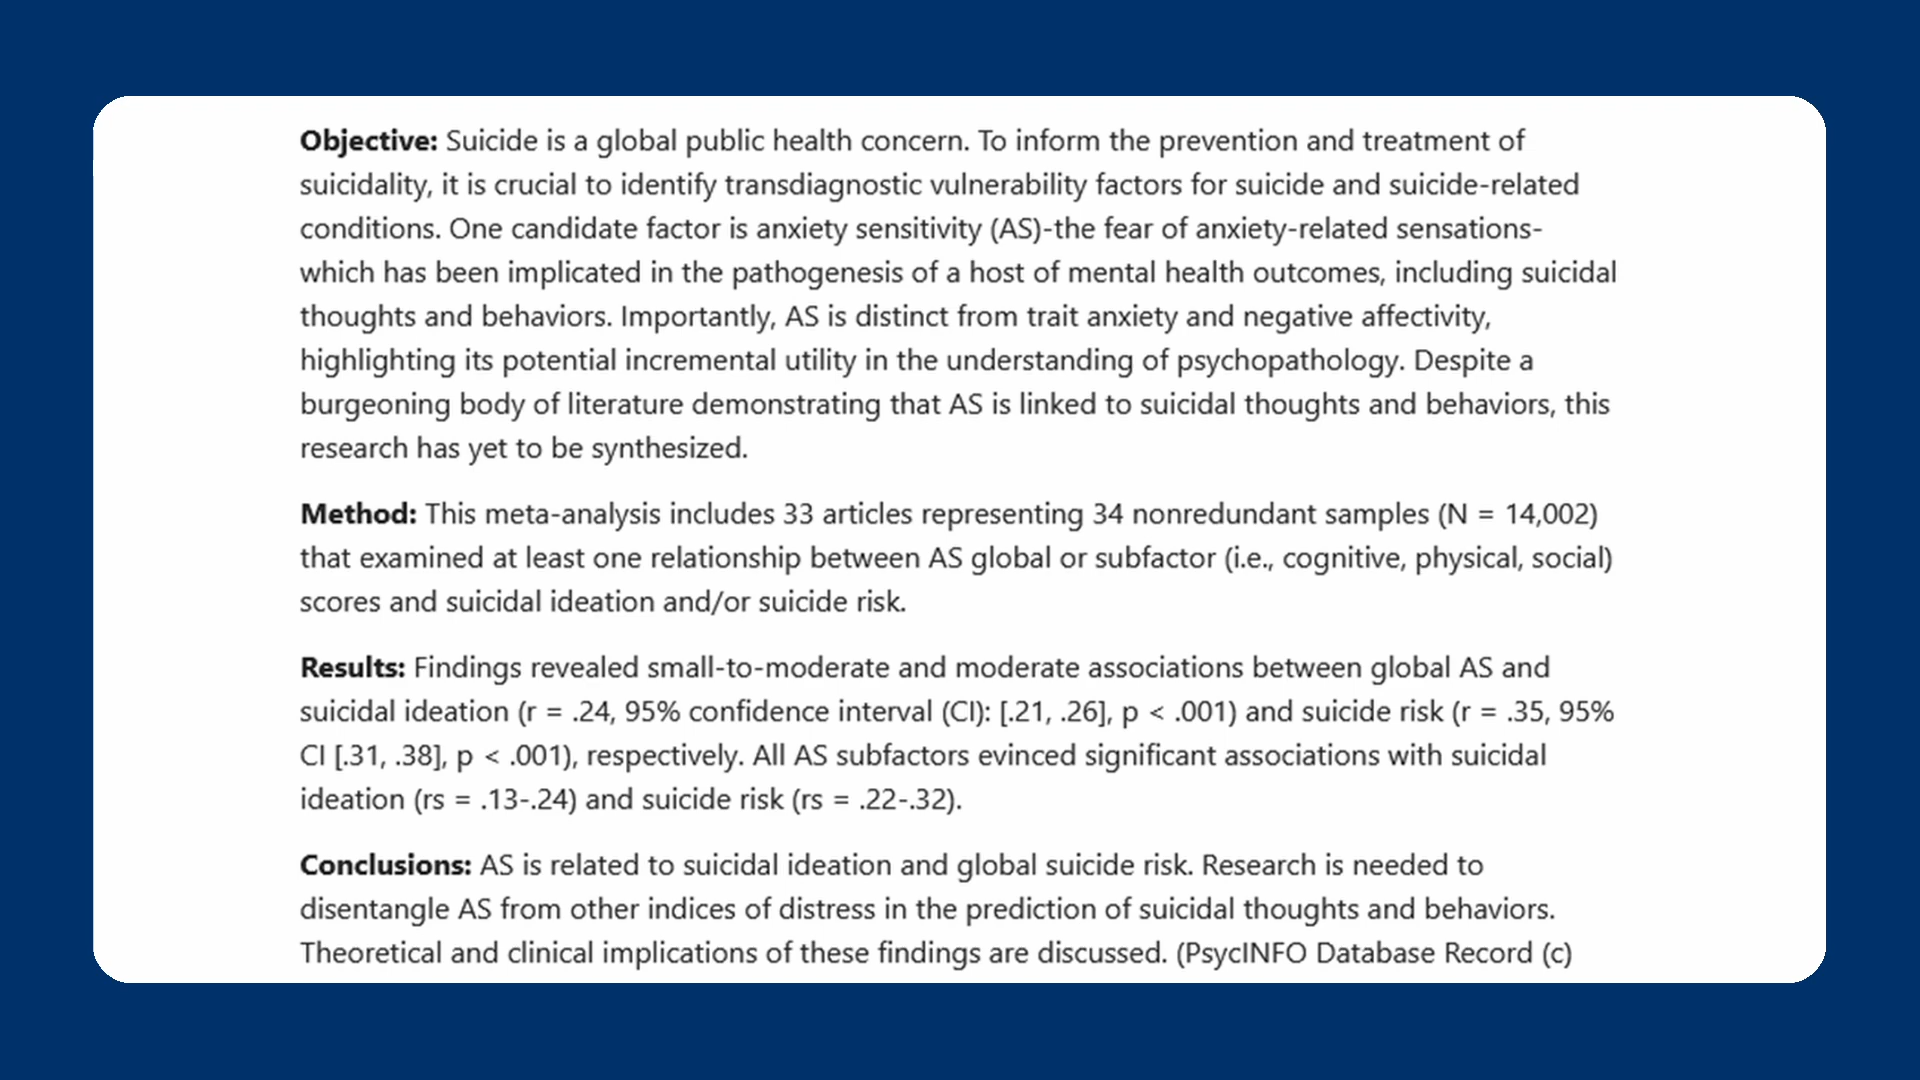 Objective: Suicide is a global public health concern. To inform the prevention and treatment of
suicidality, it is crucial to identify transdiagnostic vulnerability factors for suicide and suicide-related
conditions. One candidate factor is anxiety sensitivity (AS)-the fear of anxiety-related sensations-
which has been implicated in the pathogenesis of a host of mental health outcomes, including suicidal
thoughts and behaviors. Importantly, AS is distinct from trait anxiety and negative affectivity,
highlighting its potential incremental utility in the understanding of psychopathology. Despite a
burgeoning body of literature demonstrating that AS is linked to suicidal thoughts and behaviors, this
research has yet to be synthesized.
Method: This meta-analysis includes 33 articles representing 34 nonredundant samples (N = 14,002)
that examined at least one relationship between AS global or subfactor (i.e., cognitive, physical, social)
scores and suicidal ideation and/or suicide risk.
Results: Findings revealed small-to-moderate and moderate associations between global AS and
suicidal ideation (r = .24, 95% confidence interval (CI): [.21, .26], p < .001) and suicide risk (r = .35, 95%
CI [.31, .38], p < .001), respectively. All AS subfactors evinced significant associations with suicidal
ideation (rs = .13-.24) and suicide risk (rs = .22-.32).
Conclusions: AS is related to suicidal ideation and global suicide risk. Research is needed to
disentangle AS from other indices of distress in the prediction of suicidal thoughts and behaviors.
Theoretical and clinical implications of these findings are discussed. (PsycINFO Database Record (c)